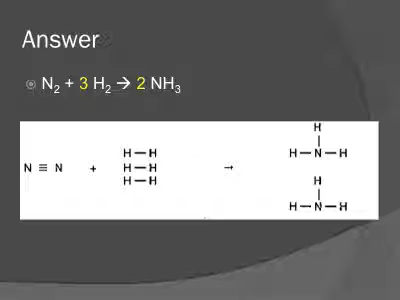 Answer
N₂ + 3 H₂ → 2 NH₃
H
H — H H — N — H
N ≡ N + H — H →
H — H H
H — N — H